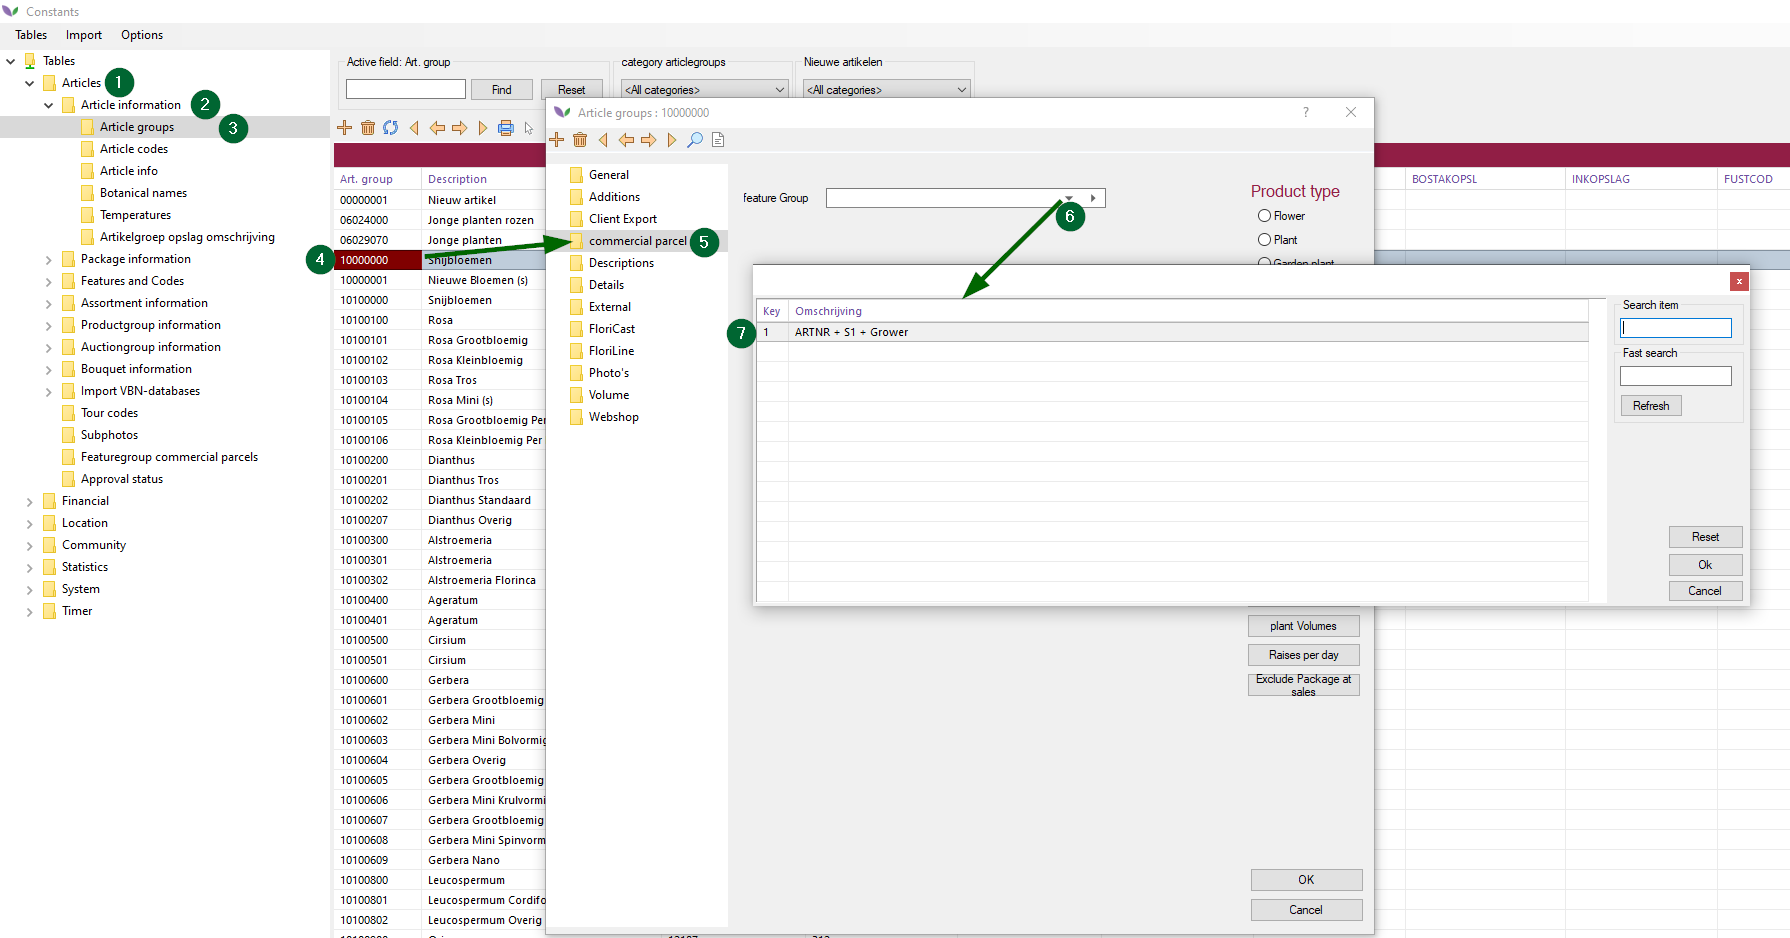 Constants
Tables Import Options
Tables
Articles 1
Article information 2
Article groups 3
Article codes
Article info
Botanical names
Temperatures
Artikelgroep opslag omschrijving
Package information
Features and Codes
Assortment information
Productgroup information
Auctiongroup information
Bouquet information
Import VBN-databases
Tour codes
Subphotos
Featuregroup commercial parcels
Approval status
Financial
Location
Community
Statistics
System
Timer
Active field: Art. group
Find Reset
category articlegroups
<All categories>
Nieuwe artikelen
<All categories>
Art. group Description BOSTAKOPSL INKOPSLAG FUSTCOD
00000001 Nieuw artikel
06024000 Jonge planten rozen
06029070 Jonge planten
4 10000000 Snijbloemen
10000001 Nieuwe Bloemen (s)
10100000 Snijbloemen
10100100 Rosa
10100101 Rosa Grootbloemig
10100102 Rosa Kleinbloemig
10100103 Rosa Tros
10100104 Rosa Mini (s)
10100105 Rosa Grootbloemig Per
10100106 Rosa Kleinbloemig Per
10100200 Dianthus
10100201 Dianthus Tros
10100202 Dianthus Standaard
10100207 Dianthus Overig
10100300 Alstroemeria
10100301 Alstroemeria
10100302 Alstroemeria Florinca
10100400 Ageratum
10100401 Ageratum
10100500 Cirsium
10100501 Cirsium
10100600 Gerbera
10100601 Gerbera Grootbloemig
10100602 Gerbera Mini
10100603 Gerbera Mini Bolvormig
10100604 Gerbera Overig
10100605 Gerbera Grootbloemig
10100606 Gerbera Mini Krulvormi
10100607 Gerbera Grootbloemig
10100608 Gerbera Mini Spinvorm
10100609 Gerbera Nano
10100800 Leucospermum
10100801 Leucospermum Cordifo
10100802 Leucospermum Overig
Article groups : 10000000 ?
General
Additions
Client Export
commercial parcel 5
Descriptions
Details
External
FloriCast
FloriLine
Photo's
Volume
Webshop
feature Group
6
Product type
Flower
Plant
Garden plant
x
Key Omschrijving
7 1 ARTNR + S1 + Grower
Search item
Fast search
Refresh
Reset
Ok
Cancel
plant Volumes
Raises per day
Exclude Package at
sales
OK
Cancel